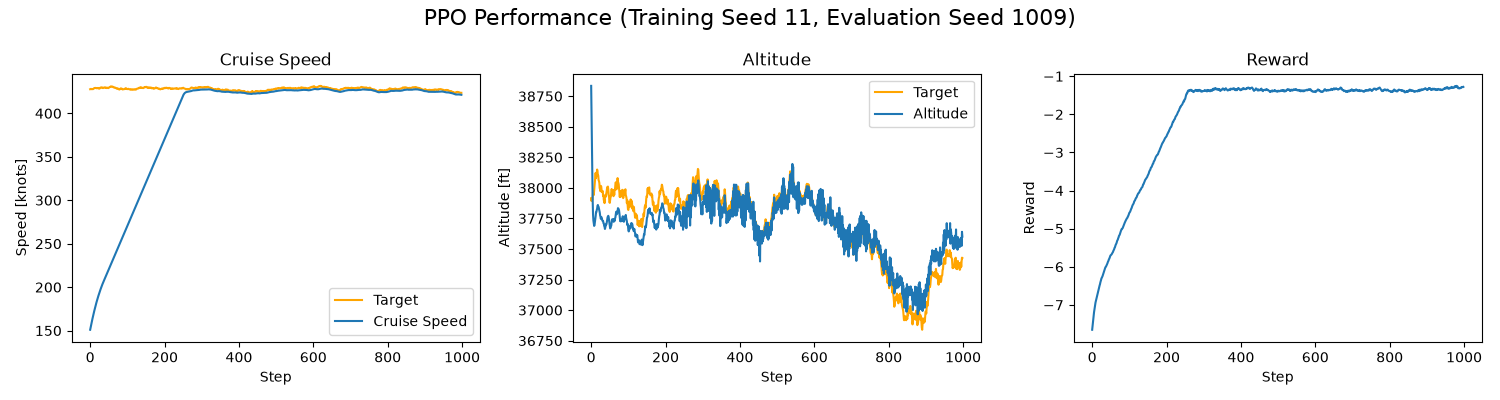 PPO Performance (Training Seed 11, Evaluation Seed 1009)
Cruise Speed
Speed [knots]
400
350
300
250
200
150
0
200
400
600
800
1000
Step
Target
Cruise Speed
Altitude
Altitude [ft]
38750
38500
38250
38000
37750
37500
37250
37000
36750
0
200
400
600
800
1000
Step
Target
Altitude
Reward
Reward
−1
−2
−3
−4
−5
−6
−7
0
200
400
600
800
1000
Step